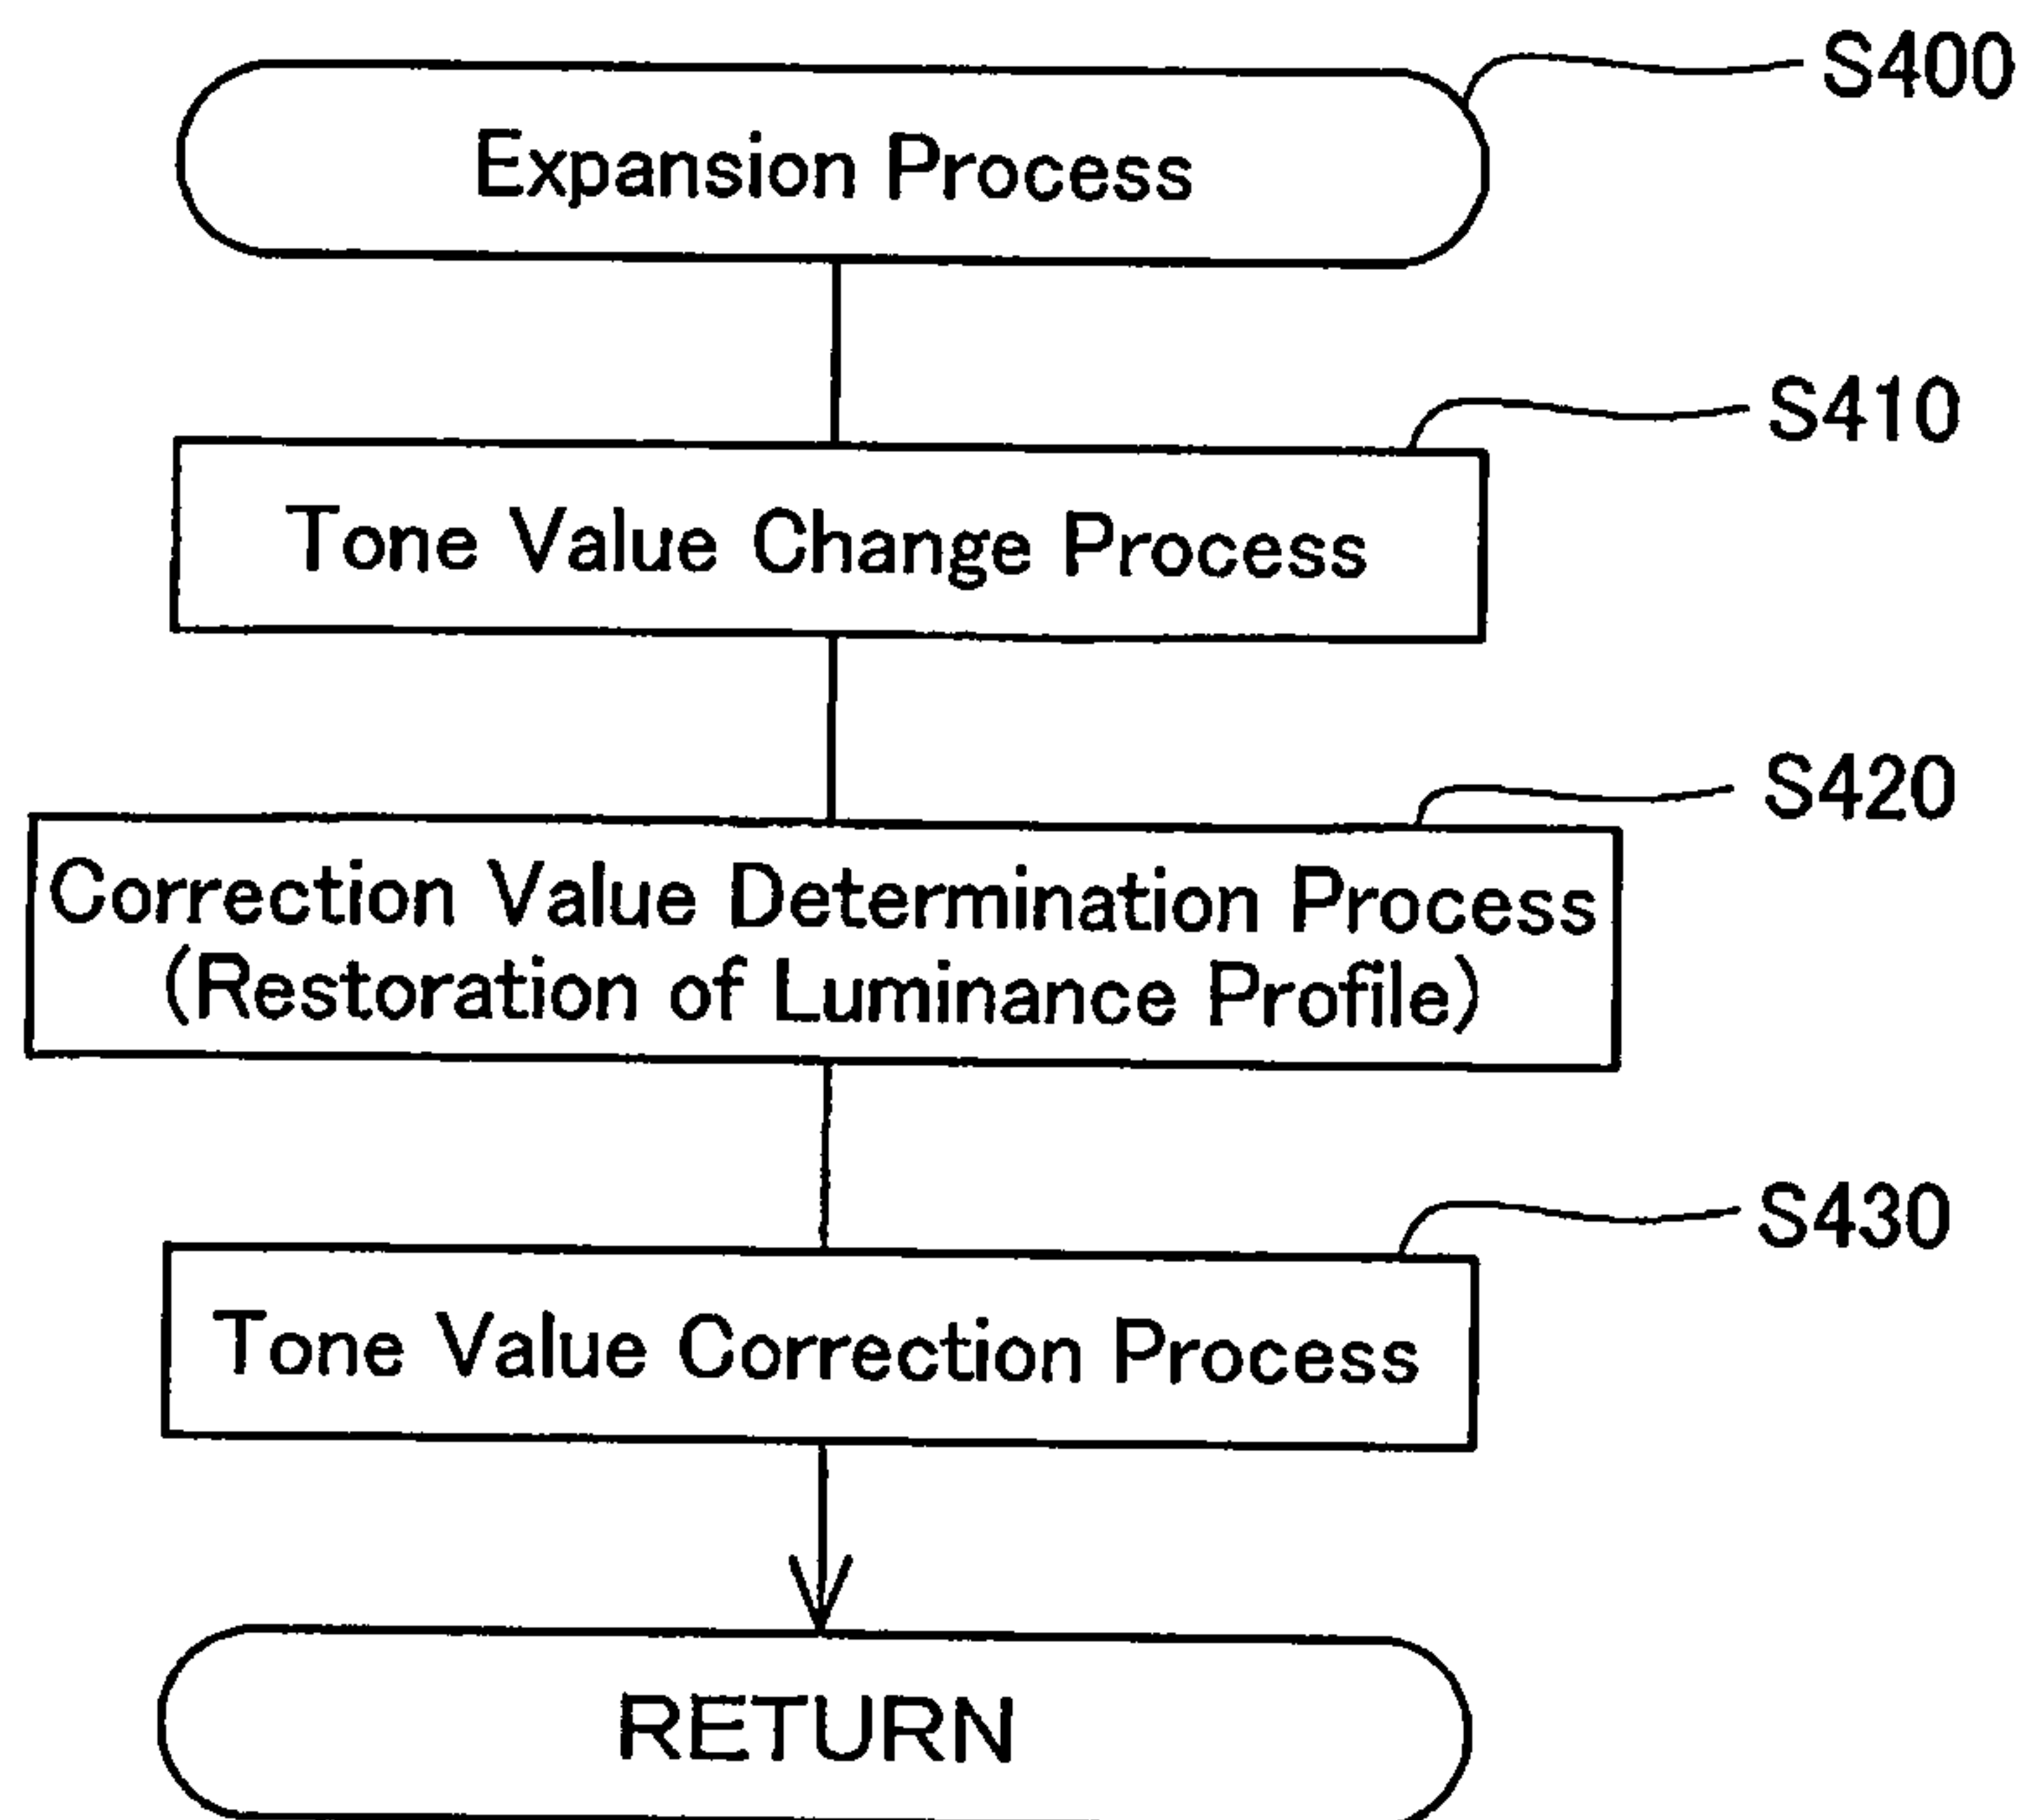 S400
Expansion Process
S410
Tone Value Change Process
S420
Correction Value Determination Process
(Restoration of Luminance Profile)
S430
Tone Value Correction Process
RETURN